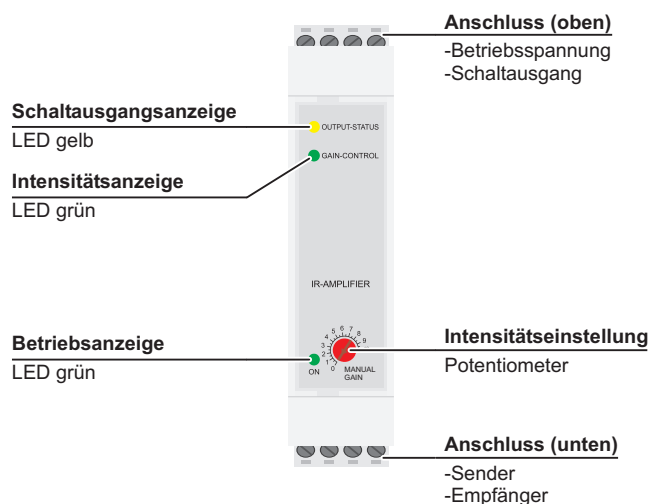 Anschluss (oben)
-Betriebsspannung
-Schaltausgang
Schaltausgangsanzeige
LED gelb
OUTPUT-STATUS
GAIN-CONTROL
Intensitätsanzeige
LED grün
IR-AMPLIFIER
Betriebsanzeige
LED grün
0 1 2 3 4 5 6 7 8 9
ON
MANUAL
GAIN
Intensitätseinstellung
Potentiometer
Anschluss (unten)
-Sender
-Empfänger